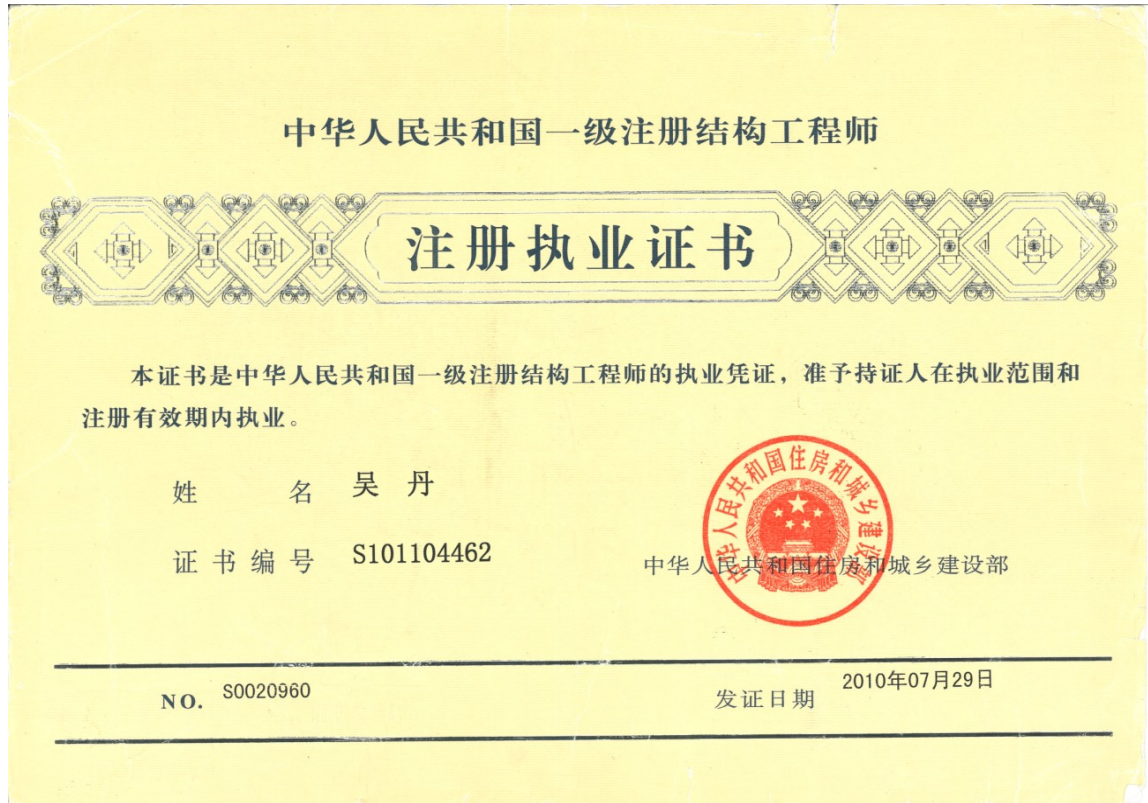 中华人民共和国一级注册结构工程师
注册执业证书
本证书是中华人民共和国一级注册结构工程师的执业凭证，准予持证人在执业范围和
注册有效期内执业。
姓 名 吴 丹
证书编号 S101104462
中华人民共和国住房和城乡建设部
中华人民共和国住房和城乡建设部
NO. S0020960
发证日期 2010年07月29日